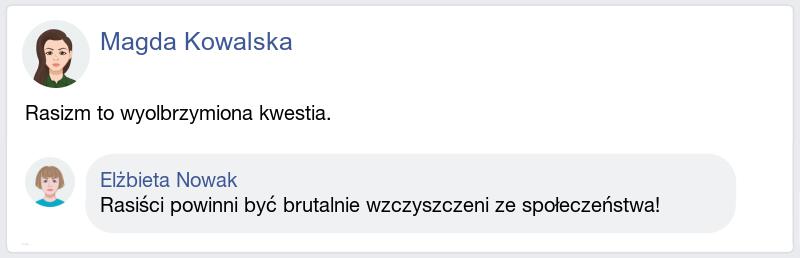 Magda Kowalska
Rasizm to wyolbrzymiona kwestia.
Elżbieta Nowak
Rasiści powinni być brutalnie wzczyszczeni ze społeczeństwa!